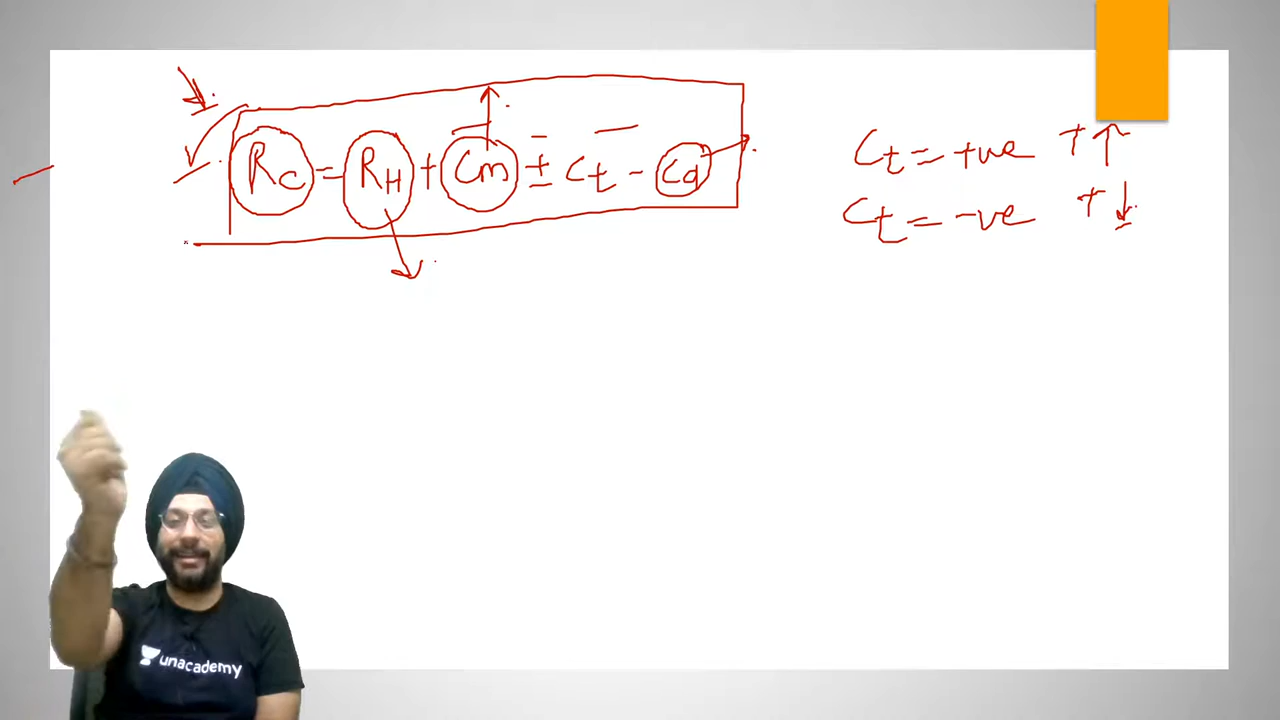 Rc = RH + Cm ± Ct - Cd
Ct = +ve T ↑
Ct = -ve T ↓
unacademy